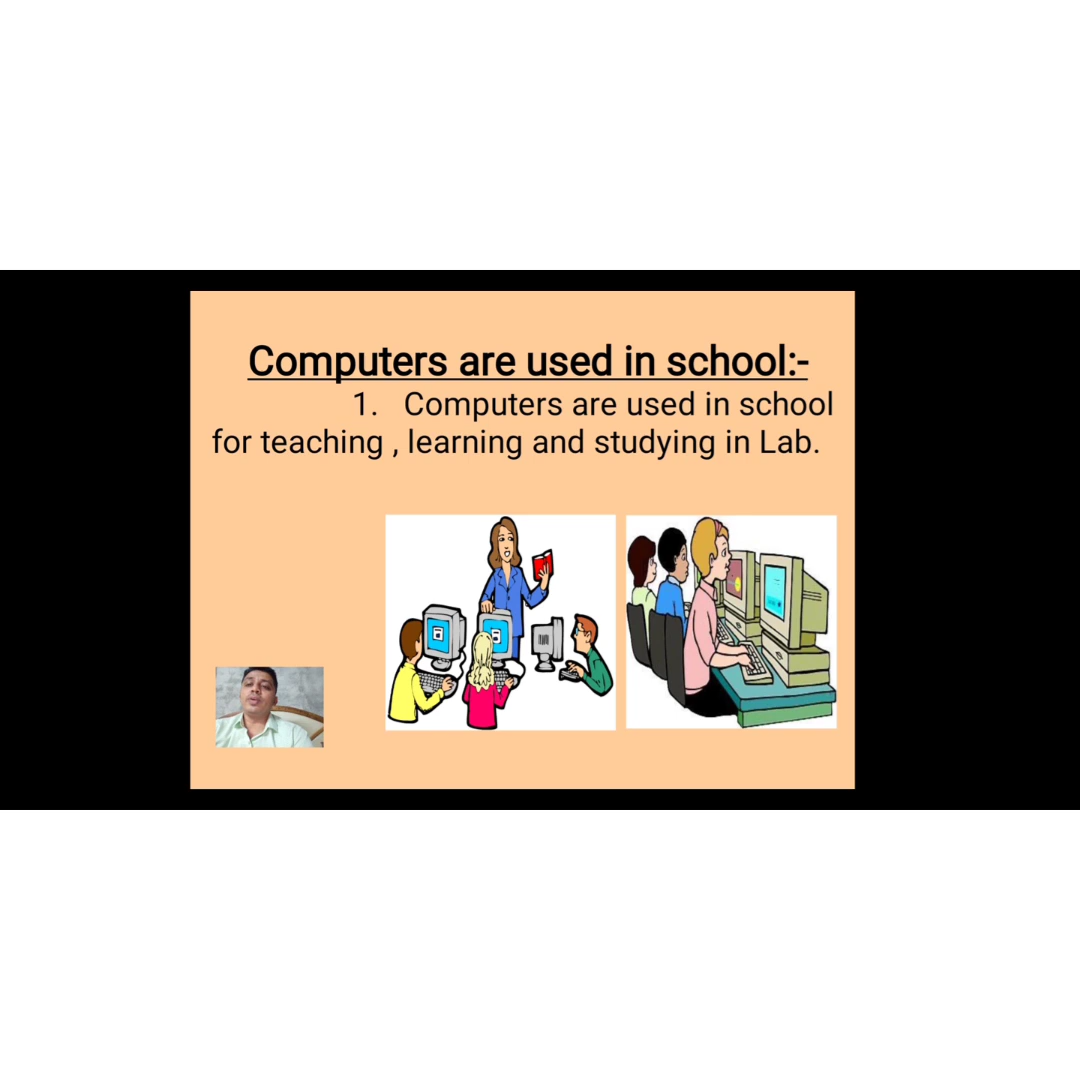 Computers are used in school:-
1. Computers are used in school
for teaching , learning and studying in Lab.